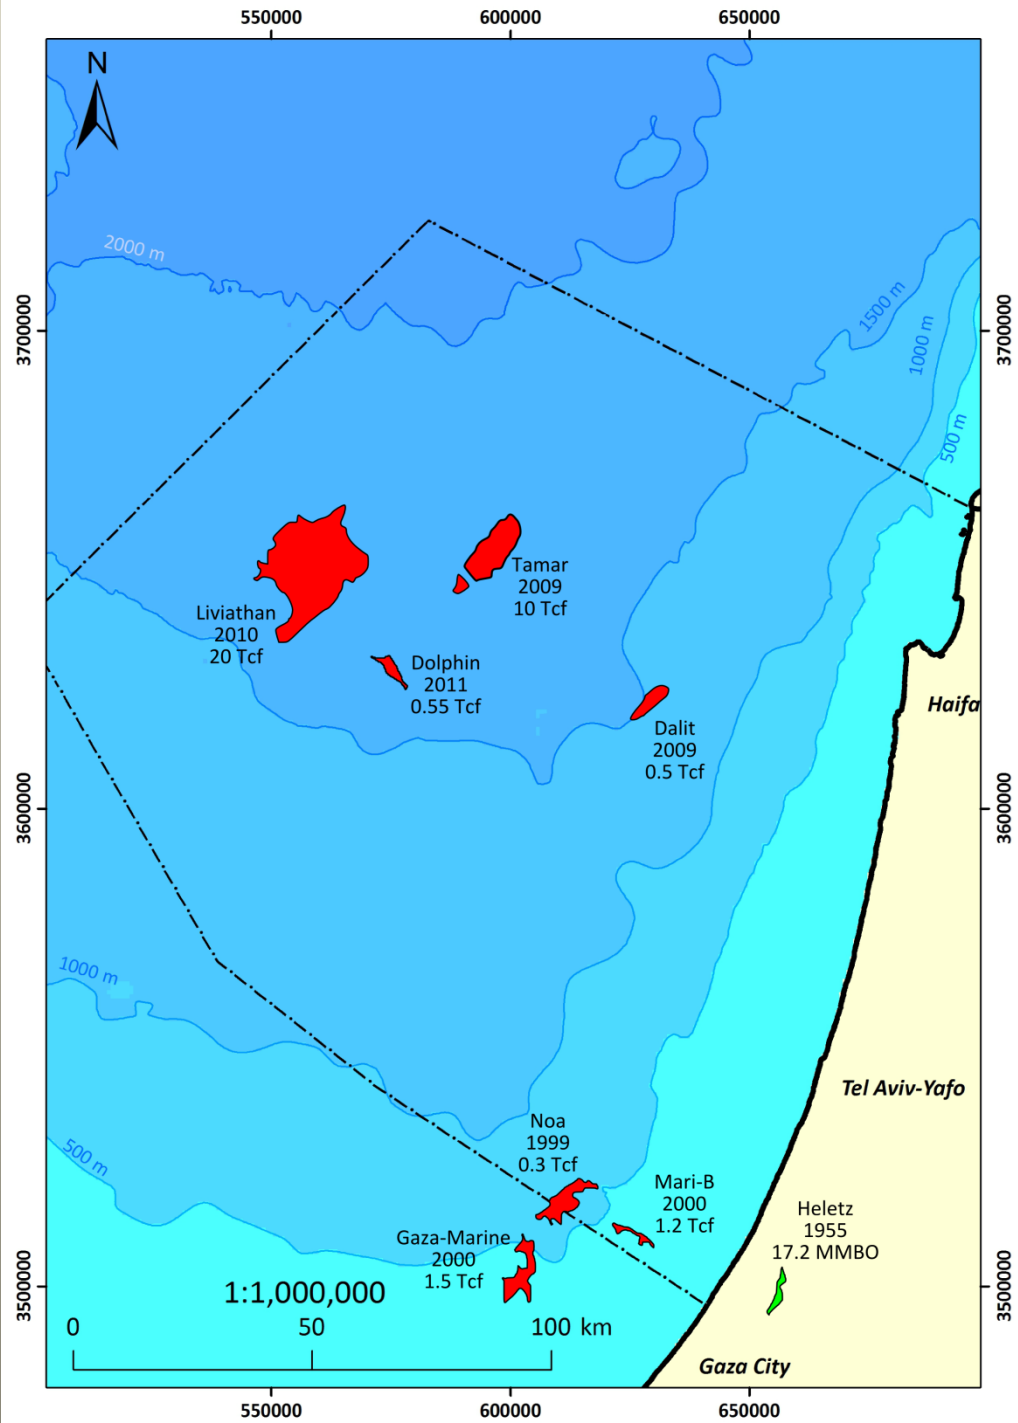 550000
600000
650000
N
2000 m
3700000
3700000
1500 m
1000 m
500 m
Tamar
2009
10 Tcf
Liviathan
2010
20 Tcf
Dolphin
2011
0.55 Tcf
Haifa
Dalit
2009
0.5 Tcf
3600000
3600000
1000 m
Tel Aviv-Yafo
500 m
Noa
1999
0.3 Tcf
Mari-B
2000
1.2 Tcf
Heletz
1955
17.2 MMBO
Gaza-Marine
2000
1.5 Tcf
3500000
3500000
1:1,000,000
0
50
100 km
Gaza City
550000
600000
650000